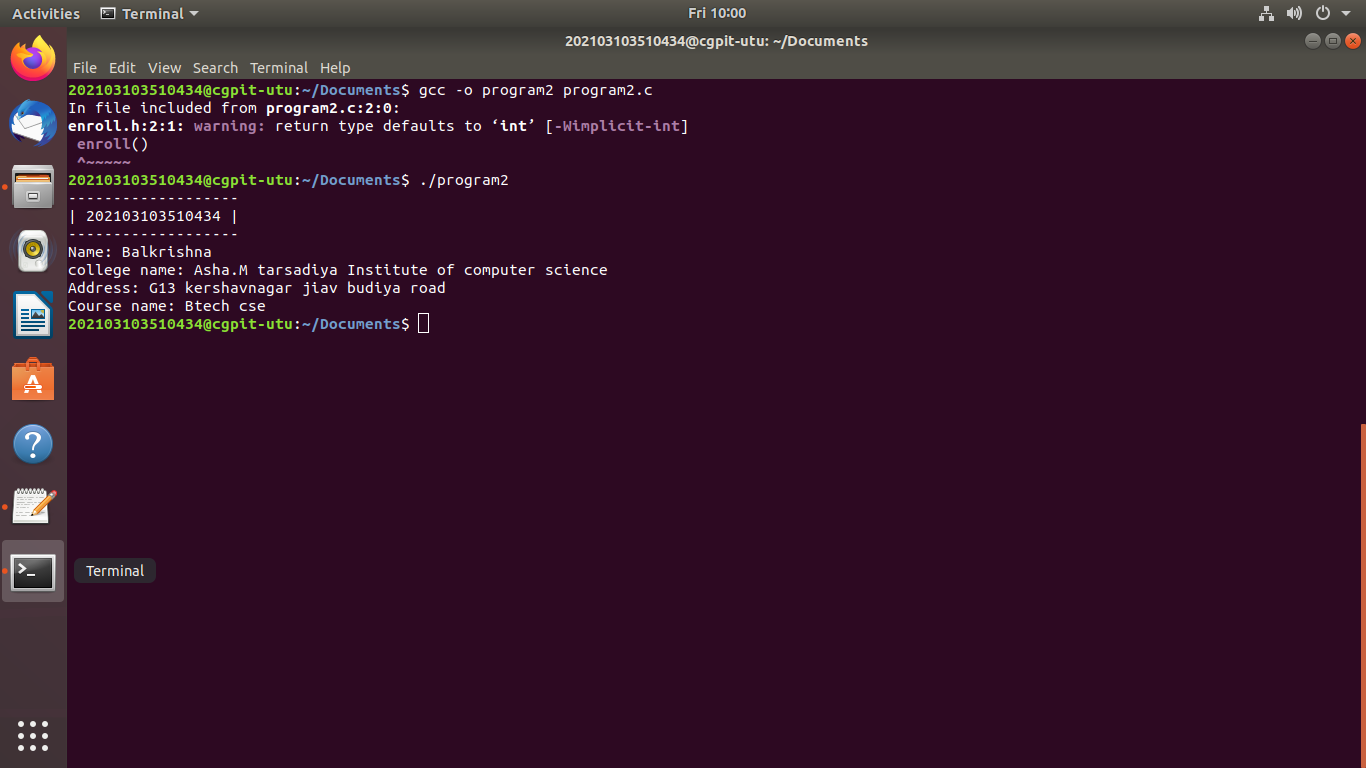 Activities Terminal Fri 10:00
202103103510434@cgpit-utu: ~/Documents
File Edit View Search Terminal Help
202103103510434@cgpit-utu:~/Documents$ gcc -o program2 program2.c
In file included from program2.c:2:0:
enroll.h:2:1: warning: return type defaults to ‘int’ [-Wimplicit-int]
 enroll()
 ^~~~~~
202103103510434@cgpit-utu:~/Documents$ ./program2
-------------------
| 202103103510434 |
-------------------
Name: Balkrishna
college name: Asha.M tarsadiya Institute of computer science
Address: G13 kershavnagar jiav budiya road
Course name: Btech cse
202103103510434@cgpit-utu:~/Documents$
Terminal